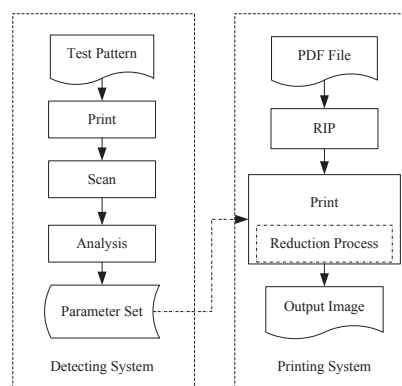 Test Pattern
Print
Scan
Analysis
Parameter Set
Detecting System
PDF File
RIP
Print
Reduction Process
Output Image
Printing System